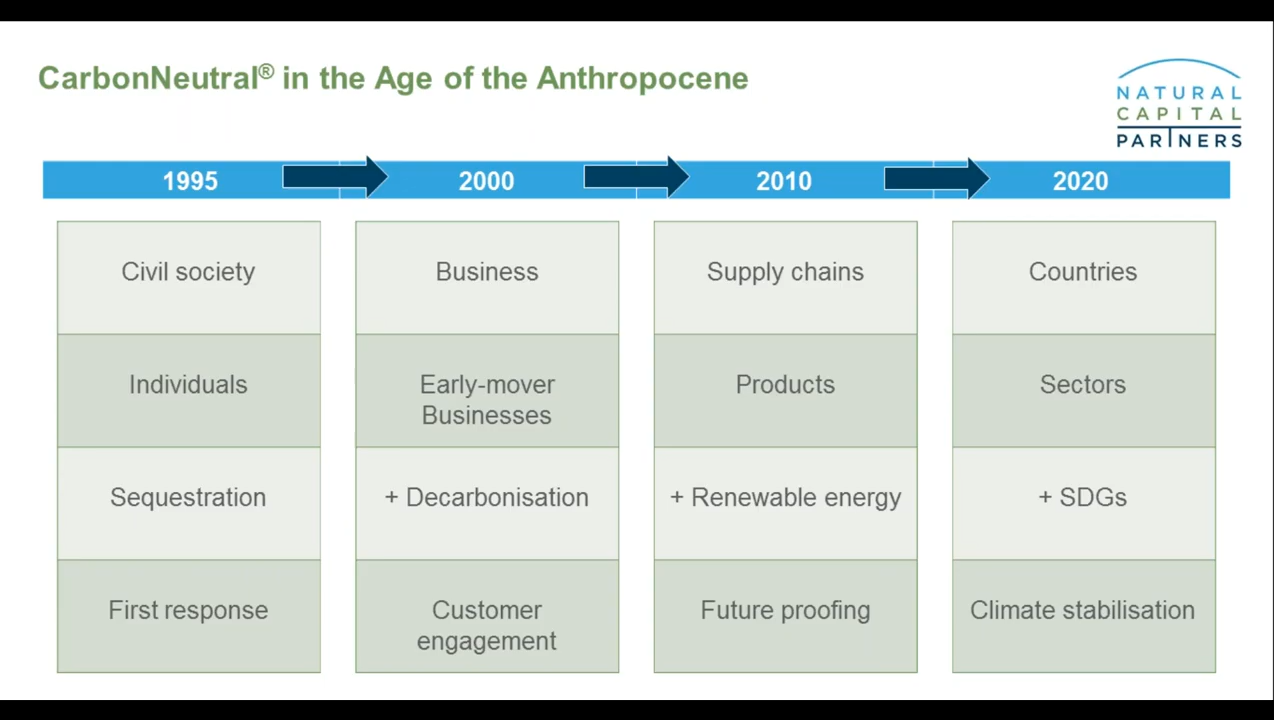 CarbonNeutral® in the Age of the Anthropocene
NATURAL
CAPITAL
PARTNERS
1995 2000 2010 2020
Civil society Business Supply chains Countries
Individuals Early-mover Products Sectors
Businesses
Sequestration + Decarbonisation + Renewable energy + SDGs
First response Customer Future proofing Climate stabilisation
engagement